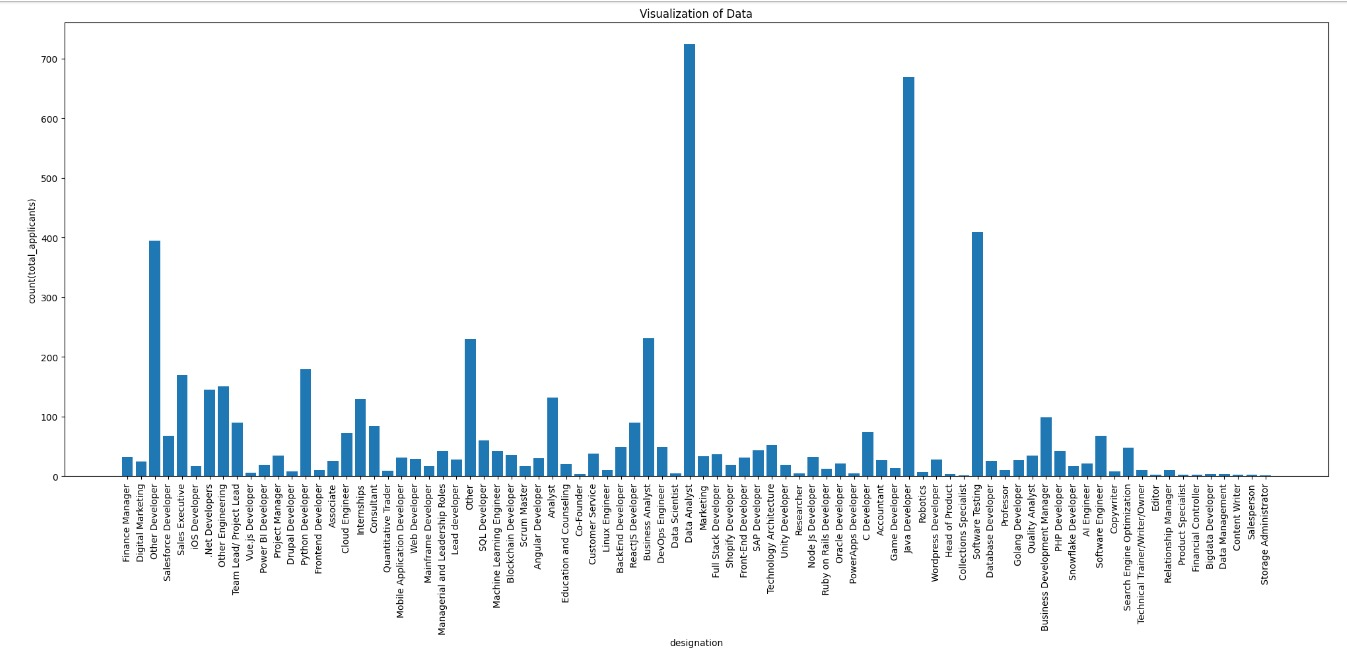 Visualization of Data
count(total_applicants)
700
600
500
400
300
200
100
0
Finance Manager
Digital Marketing
Other Developer
Salesforce Developer
Sales Executive
iOS Developer
Net Developers
Other Engineering
Team Lead/ Project Lead
Vue.js Developer
Power BI Developer
Project Manager
Drupal Developer
Python Developer
Frontend Developer
Associate
Cloud Engineer
Internships
Consultant
Quantitative Trader
Mobile Application Developer
Web Developer
Mainframe Developer
Managerial and Leadership Roles
Lead developer
Other
SQL Developer
Machine Learning Engineer
Blockchain Developer
Scrum Master
Angular Developer
Analyst
Education and Counseling
Co-Founder
Customer Service
Linux Engineer
BackEnd Developer
ReactJS Developer
Business Analyst
DevOps Engineer
Data Scientist
Data Analyst
Marketing
Full Stack Developer
Shopify Developer
Front-End Developer
SAP Developer
Technology Architecture
Unity Developer
Researcher
Node Js Developer
Ruby on Rails Developer
Oracle Developer
PowerApps Developer
C Developer
Accountant
Game Developer
Java Developer
Robotics
Wordpress Developer
Head of Product
Collections Specialist
Software Testing
Database Developer
Professor
Golang Developer
Quality Analyst
Business Development Manager
PHP Developer
Snowflake Developer
AI Engineer
Software Engineer
Copywriter
Search Engine Optimization
Technical Trainer/Writer/Owner
Editor
Relationship Manager
Product Specialist
Financial Controller
Bigdata Developer
Data Management
Content Writer
Salesperson
Storage Administrator
designation